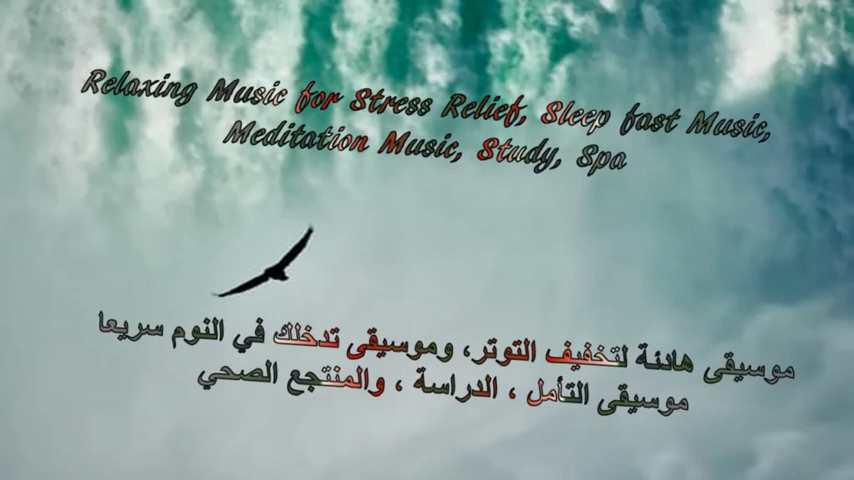 Relaxing Music for Stress Relief, Sleep fast Music,
Meditation Music, Study, Spa
موسيقى هادئة لتخفيف التوتر، وموسيقى تدخلك في النوم سريعا
موسيقى التأمل ، الدراسة ، والمنتجع الصحي